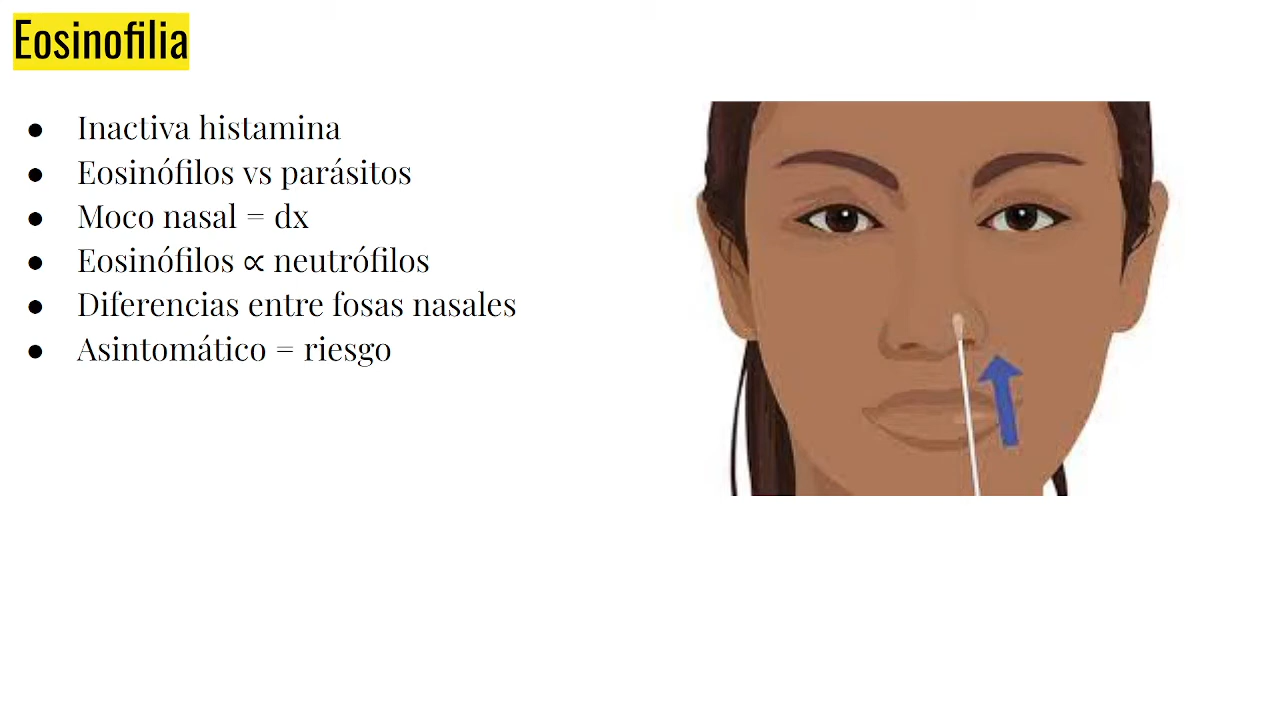 Eosinofilia
● Inactiva histamina
● Eosinófilos vs parásitos
● Moco nasal = dx
● Eosinófilos ∝ neutrófilos
● Diferencias entre fosas nasales
● Asintomático = riesgo